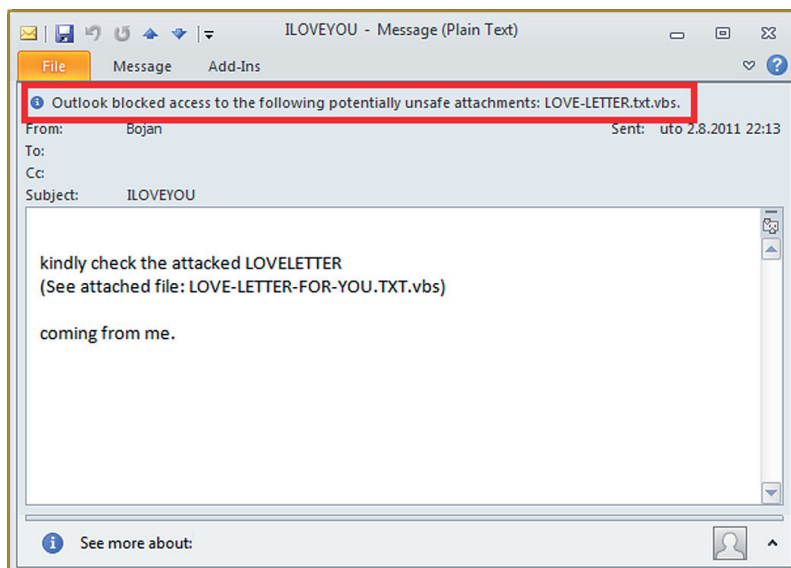 ILOVEYOU - Message (Plain Text)
File Message Add-Ins
Outlook blocked access to the following potentially unsafe attachments: LOVE-LETTER.txt.vbs.
From: Bojan Sent: uto 2.8.2011 22:13
To:
Cc:
Subject: ILOVEYOU
kindly check the attacked LOVELETTER
(See attached file: LOVE-LETTER-FOR-YOU.TXT.vbs)
coming from me.
See more about: